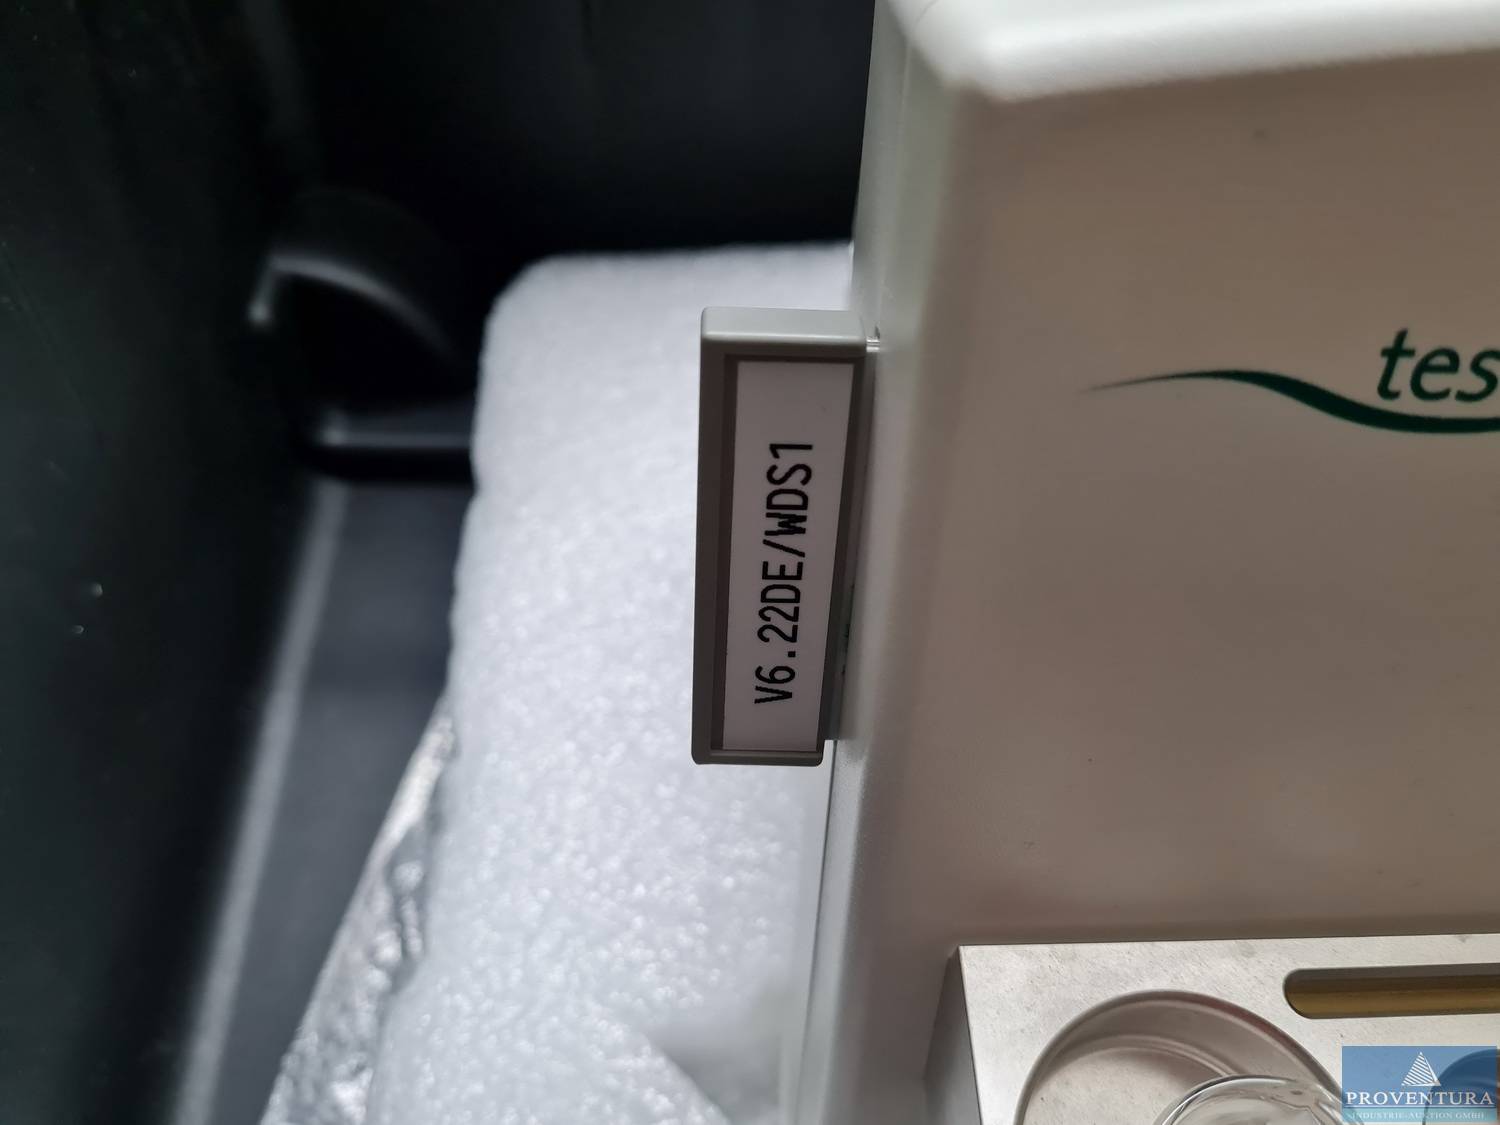 V6.22DE/WDS1
tes
PROVENTURA
INDUSTRIE-AUKTION GMBH